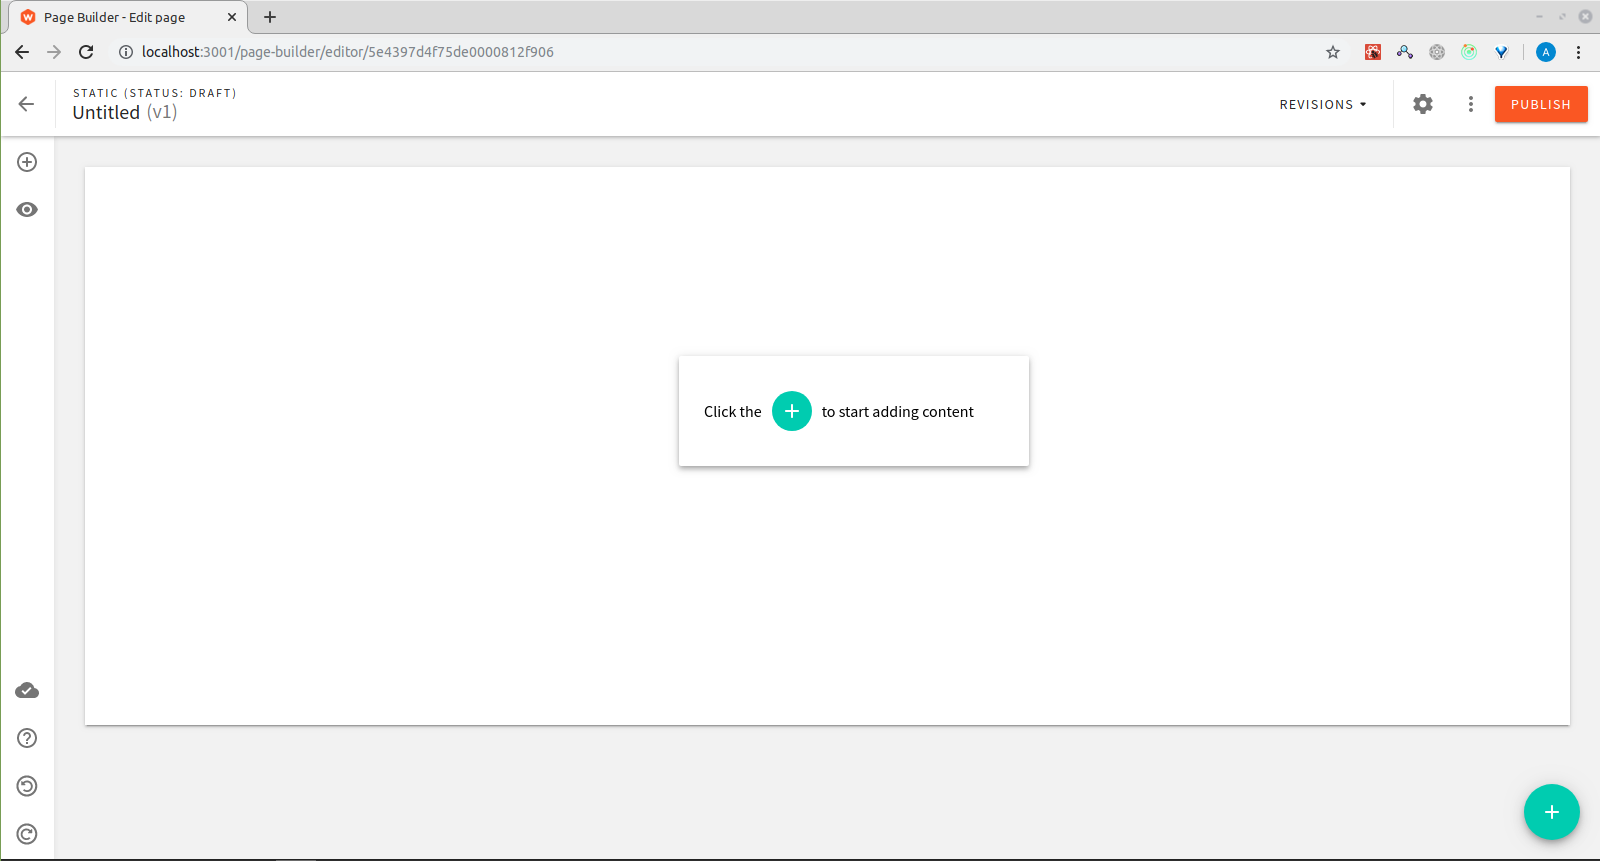 Page Builder - Edit page
localhost:3001/page-builder/editor/5e4397d4f75de0000812f906
A
STATIC (STATUS: DRAFT)
Untitled (v1)
REVISIONS
PUBLISH
Click the + to start adding content